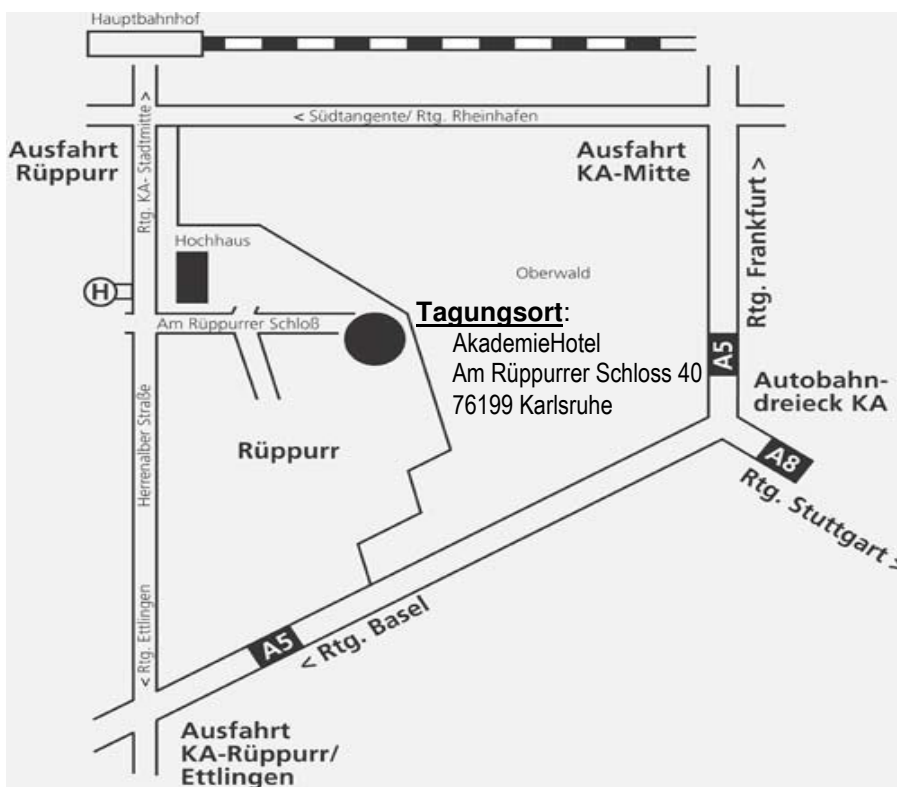 Hauptbahnhof
Rtg. KA- Stadtmitte >
< Südtangente/ Rtg. Rheinhafen
Ausfahrt
Rüppurr
Ausfahrt
KA-Mitte
Rtg. Frankfurt >
Hochhaus
Oberwald
H
Am Rüppurrer Schloß
Tagungsort:
AkademieHotel
Am Rüppurrer Schloss 40
76199 Karlsruhe
A5
Autobahn-
dreieck KA
A8
Rtg. Stuttgart >
Herrenalber Straße
Rüppurr
< Rtg. Ettlingen
A5
< Rtg. Basel
Ausfahrt
KA-Rüppurr/
Ettlingen